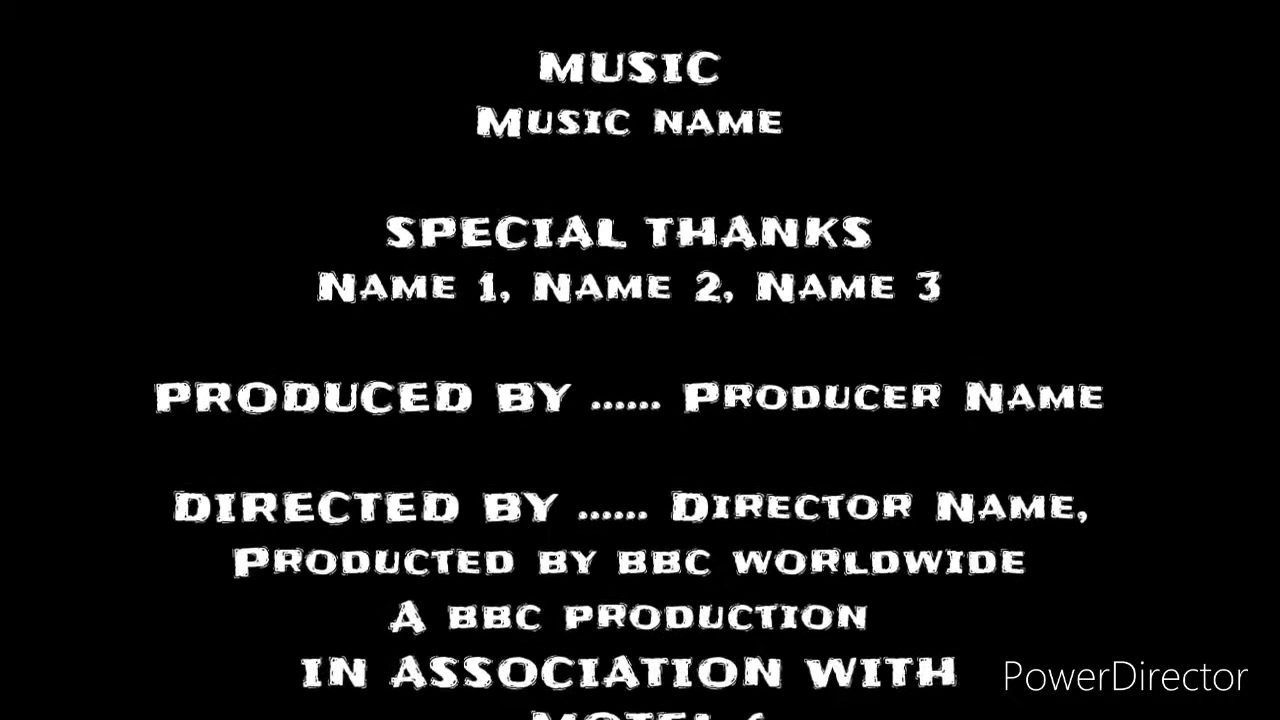 MUSIC
MUSIC NAME
SPECIAL THANKS
NAME 1, NAME 2, NAME 3
PRODUCED BY ...... PRODUCER NAME
DIRECTED BY ...... DIRECTOR NAME,
PRODUCTED BY BBC WORLDWIDE
A BBC PRODUCTION
IN ASSOCIATION WITH
PowerDirector